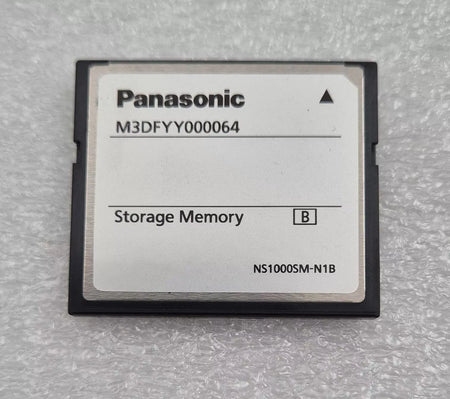 Panasonic ▲
M3DFYY000064
Storage Memory B
NS1000SM-N1B